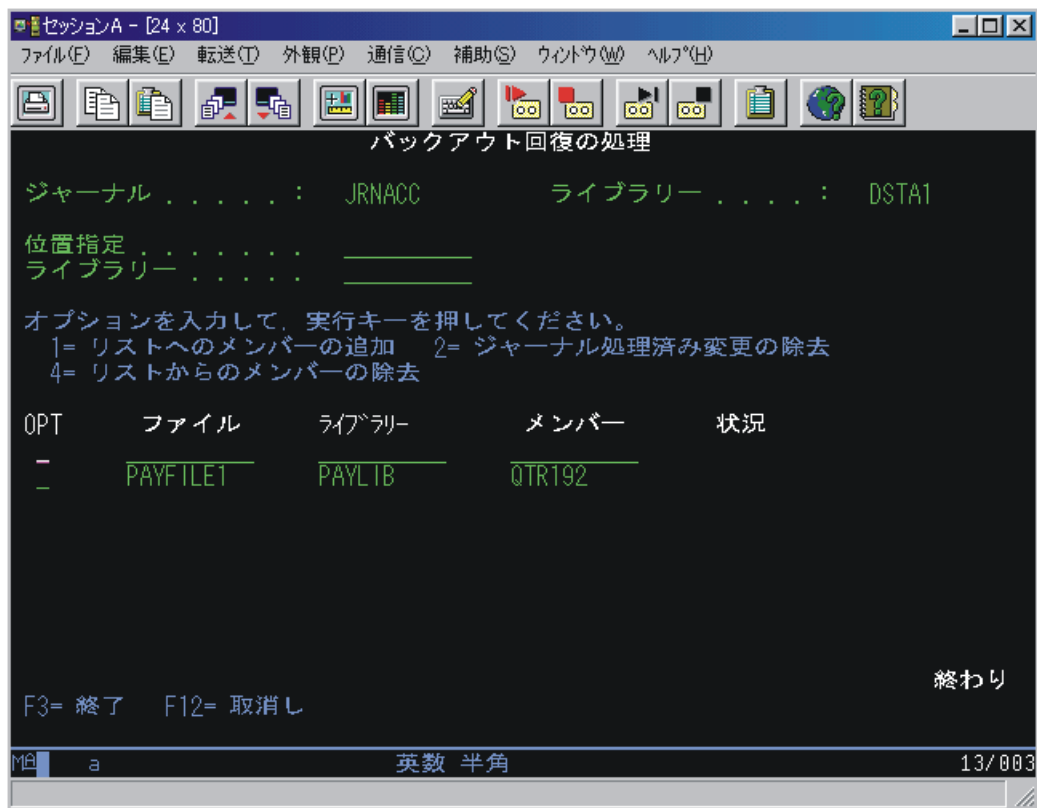 セッションA - [24 x 80]
ファイル(F) 編集(E) 転送(T) 外観(P) 通信(C) 補助(S) ウィンドウ(W) ヘルプ(H)
バックアウト回復の処理
ジャーナル . . . . . : JRNACC ライブラリー . . . . : DSTA1
位置指定 . . . . . . .
ライブラリー . . . . .
オプションを入力して, 実行キーを押してください。
1= リストへのメンバーの追加 2= ジャーナル処理済み変更の除去
4= リストからのメンバーの除去
OPT ファイル ライブラリー メンバー 状況
PAYFILE1 PAYLIB QTR192
終わり
F3= 終了 F12= 取消し
MA a 英数 半角 13/003